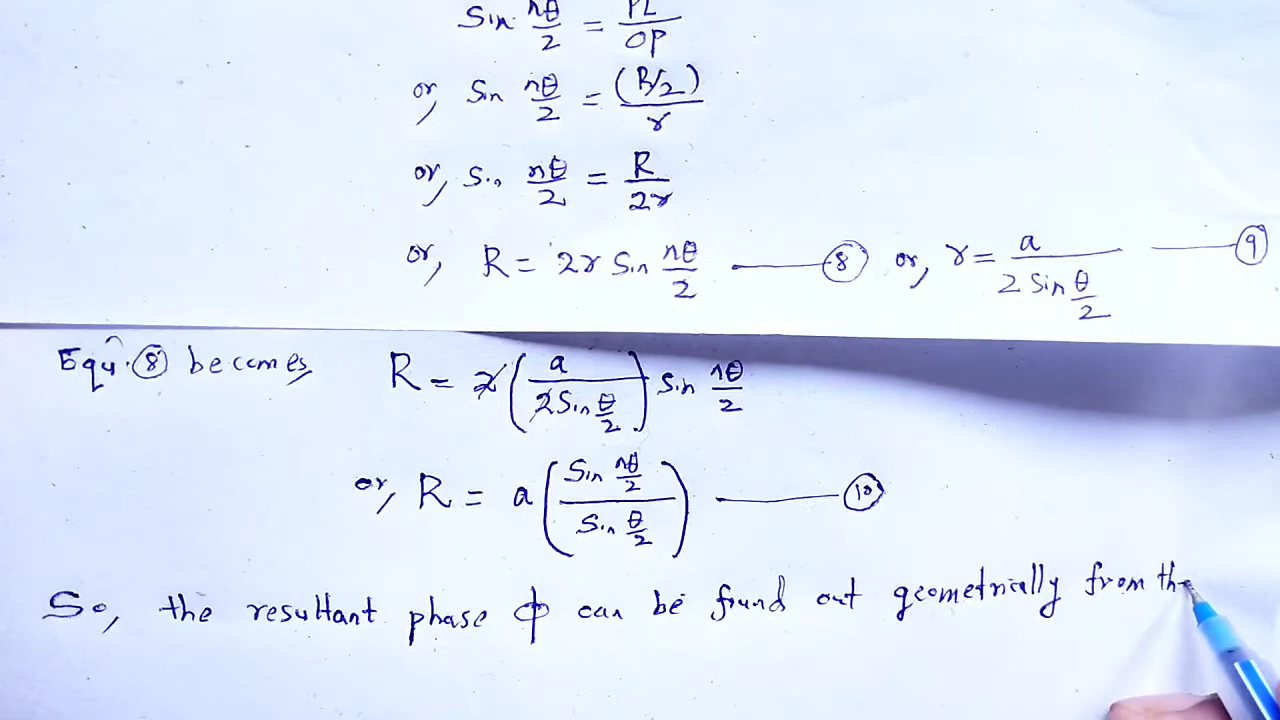 Sin nθ/2 = PL/OP
or, Sin nθ/2 = (R/2)/r
or, Sin nθ/2 = R/2r
or, R = 2r Sin nθ/2 —— (8) or, r = a/(2 Sin θ/2) —— (9)
Equ. (8) becomes, R = 2(a/(2 Sin θ/2)) Sin nθ/2
or, R = a(Sin nθ/2 / Sin θ/2) —— (10)
So, the resultant phase ϕ can be found out geometrically from the